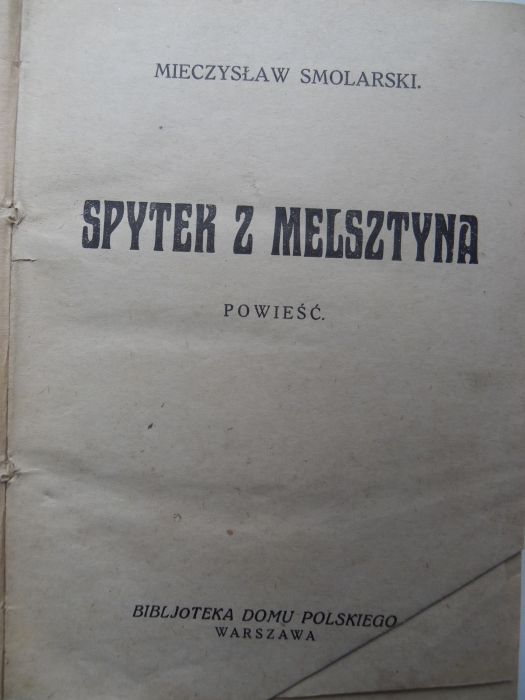 MIECZYSŁAW SMOLARSKI.
SPYTEK Z MELSZTYNA
POWIEŚĆ.
BIBLJOTEKA DOMU POLSKIEGO
WARSZAWA